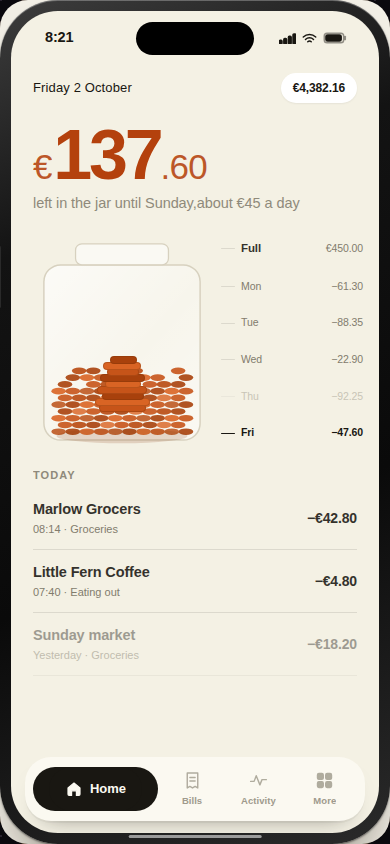 8:21
Friday 2 October
€4,382.16
€137.60
left in the jar until Sunday,about €45 a day
Full €450.00
Mon −61.30
Tue −88.35
Wed −22.90
Thu −92.25
Fri −47.60
TODAY
Marlow Grocers
08:14 · Groceries
−€42.80
Little Fern Coffee
07:40 · Eating out
−€4.80
Sunday market
Yesterday · Groceries
−€18.20
Home
Bills
Activity
More